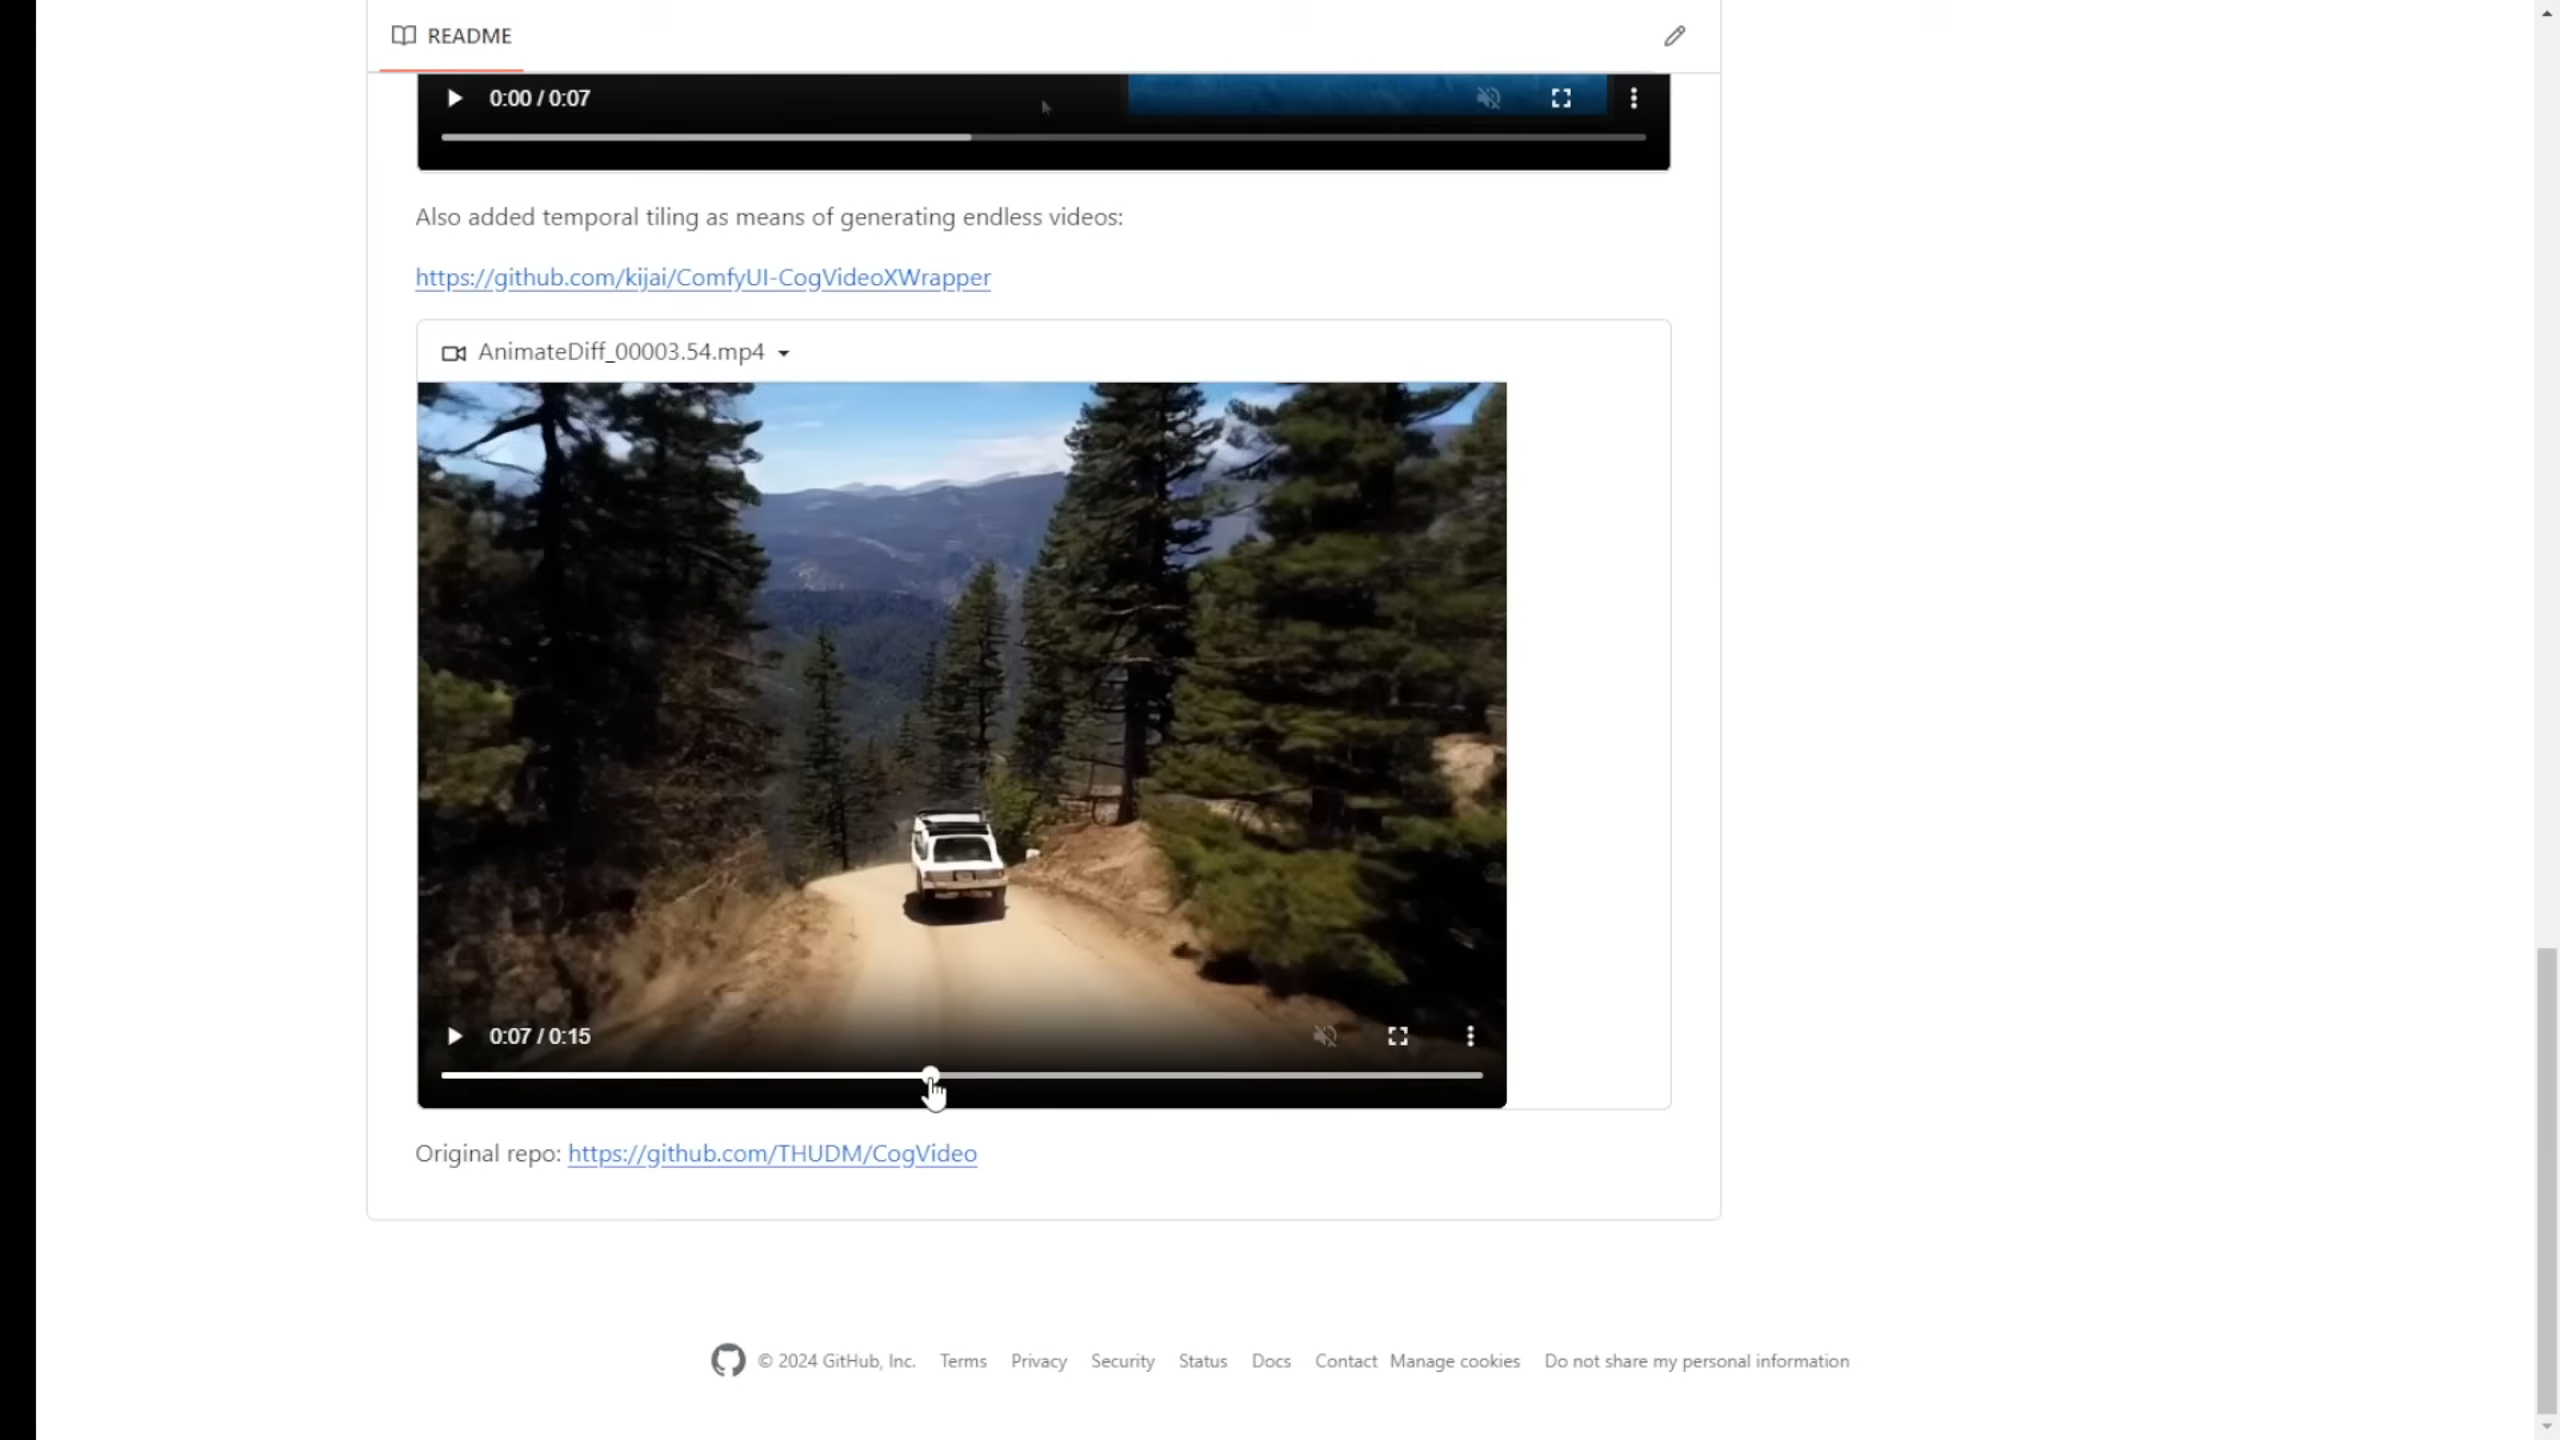 README
0:00 / 0:07
Also added temporal tiling as means of generating endless videos:
https://github.com/kijai/ComfyUI-CogVideoXWrapper
AnimateDiff_00003.54.mp4
0:07 / 0:15
Original repo: https://github.com/THUDM/CogVideo
© 2024 GitHub, Inc. Terms Privacy Security Status Docs Contact Manage cookies Do not share my personal information